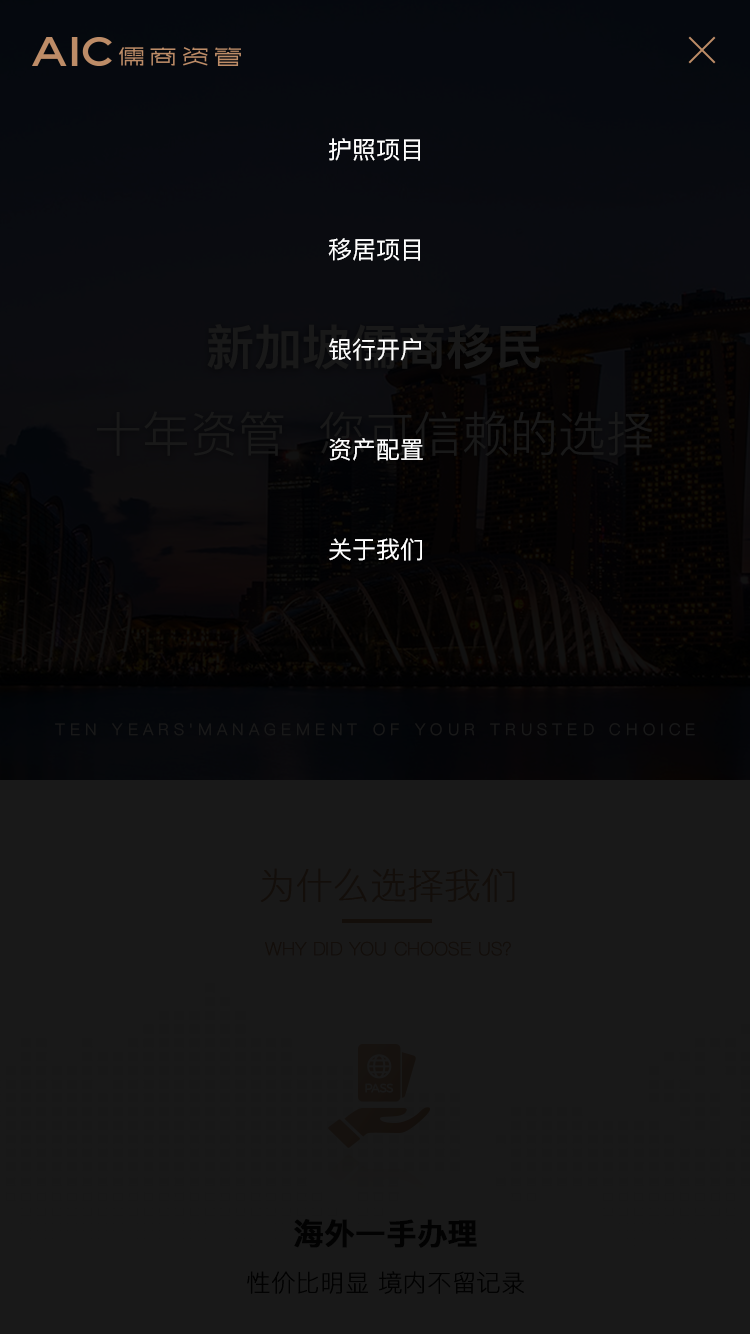 AIC儒商资管
护照项目
移居项目
新加坡儒商移民
银行开户
十年资管 您可信赖的选择
资产配置
关于我们
TEN YEARS'MANAGEMENT OF YOUR TRUSTED CHOICE
为什么选择我们
WHY DID YOU CHOOSE US?
PASS
海外一手办理
性价比明显 境内不留记录